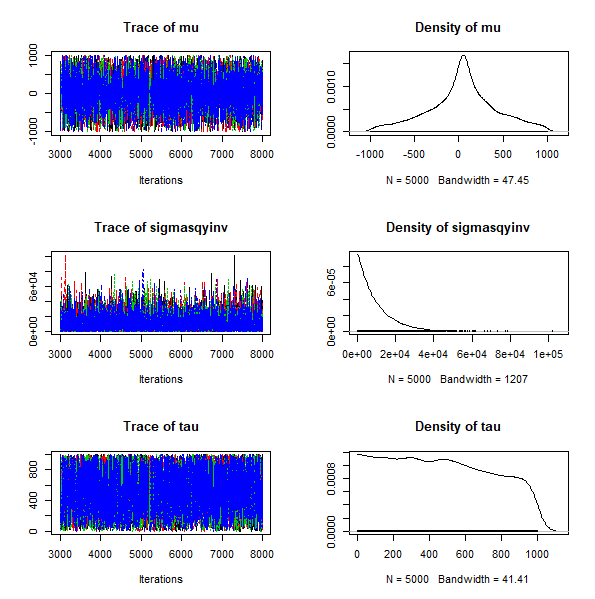 Trace of mu
1000
0
-1000
3000 4000 5000 6000 7000 8000
Iterations
Density of mu
0.0010
0.0000
-1000 -500 0 500 1000
N = 5000 Bandwidth = 47.45
Trace of sigmasqyinv
6e+04
0e+00
3000 4000 5000 6000 7000 8000
Iterations
Density of sigmasqyinv
6e-05
0e+00
0e+00 2e+04 4e+04 6e+04 8e+04 1e+05
N = 5000 Bandwidth = 1207
Trace of tau
800
400
0
3000 4000 5000 6000 7000 8000
Iterations
Density of tau
0.0008
0.0000
0 200 400 600 800 1000
N = 5000 Bandwidth = 41.41